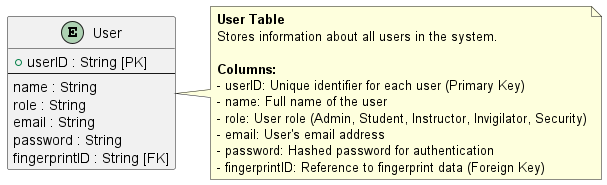 E User
userID : String [PK]
name : String
role : String
email : String
password : String
fingerprintID : String [FK]
User Table
Stores information about all users in the system.
Columns:
- userID: Unique identifier for each user (Primary Key)
- name: Full name of the user
- role: User role (Admin, Student, Instructor, Invigilator, Security)
- email: User's email address
- password: Hashed password for authentication
- fingerprintID: Reference to fingerprint data (Foreign Key)